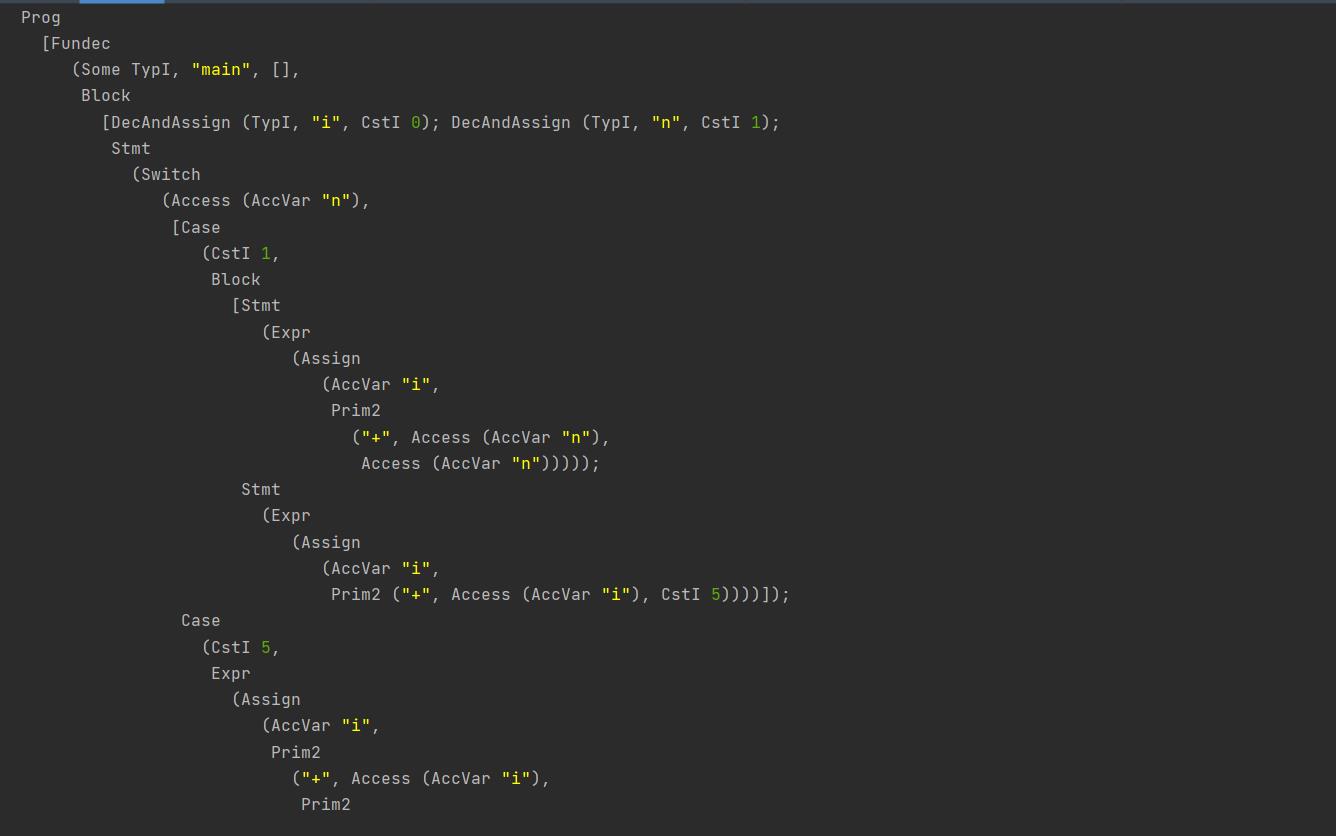 Prog
  [Fundec
     (Some TypI, "main", [],
      Block
        [DecAndAssign (TypI, "i", CstI 0); DecAndAssign (TypI, "n", CstI 1);
         Stmt
           (Switch
              (Access (AccVar "n"),
               [Case
                  (CstI 1,
                   Block
                     [Stmt
                        (Expr
                           (Assign
                              (AccVar "i",
                               Prim2
                                 ("+", Access (AccVar "n"),
                                  Access (AccVar "n")))));
                      Stmt
                        (Expr
                           (Assign
                              (AccVar "i",
                               Prim2 ("+", Access (AccVar "i"), CstI 5))))]);
                Case
                  (CstI 5,
                   Expr
                     (Assign
                        (AccVar "i",
                         Prim2
                           ("+", Access (AccVar "i"),
                            Prim2